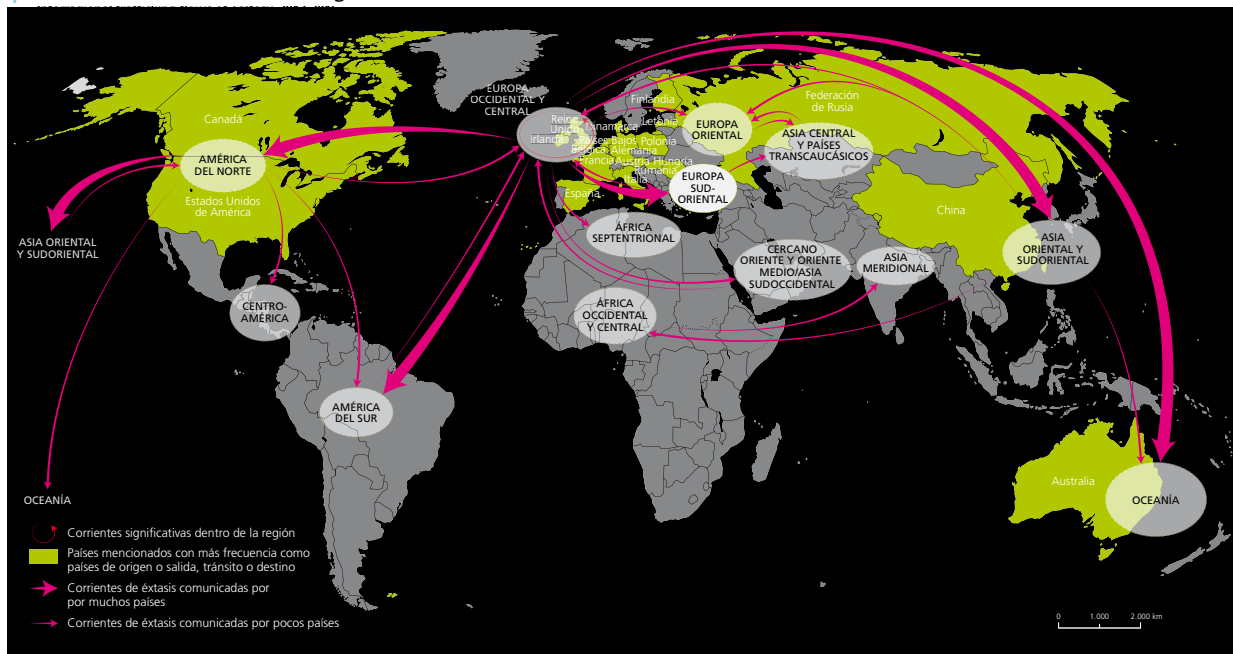 EUROPA
OCCIDENTAL Y
CENTRAL
Canadá
Finlandia
Federación
de Rusia
Reino
Unido
Irlanda
Dinamarca
Letonia
EUROPA
ORIENTAL
ASIA CENTRAL
Y PAÍSES
TRANSCAUCÁSICOS
Países Bajos Polonia
Bélgica Alemania
Francia Austria Hungría
Rumania
Italia
España
AMÉRICA
DEL NORTE
Estados Unidos
de América
EUROPA
SUD-
ORIENTAL
China
ASIA ORIENTAL
Y SUDORIENTAL
ÁFRICA
SEPTENTRIONAL
CERCANO
ORIENTE Y ORIENTE
MEDIO/ASIA
SUDOCCIDENTAL
ASIA
MERIDIONAL
ASIA
ORIENTAL Y
SUDORIENTAL
CENTRO-
AMÉRICA
ÁFRICA
OCCIDENTAL
Y CENTRAL
AMÉRICA
DEL SUR
Australia
OCEANÍA
OCEANÍA
Corrientes significativas dentro de la región
Países mencionados con más frecuencia como
países de origen o salida, tránsito o destino
Corrientes de éxtasis comunicadas por
por muchos países
Corrientes de éxtasis comunicadas por pocos países
0 1.000 2.000 km